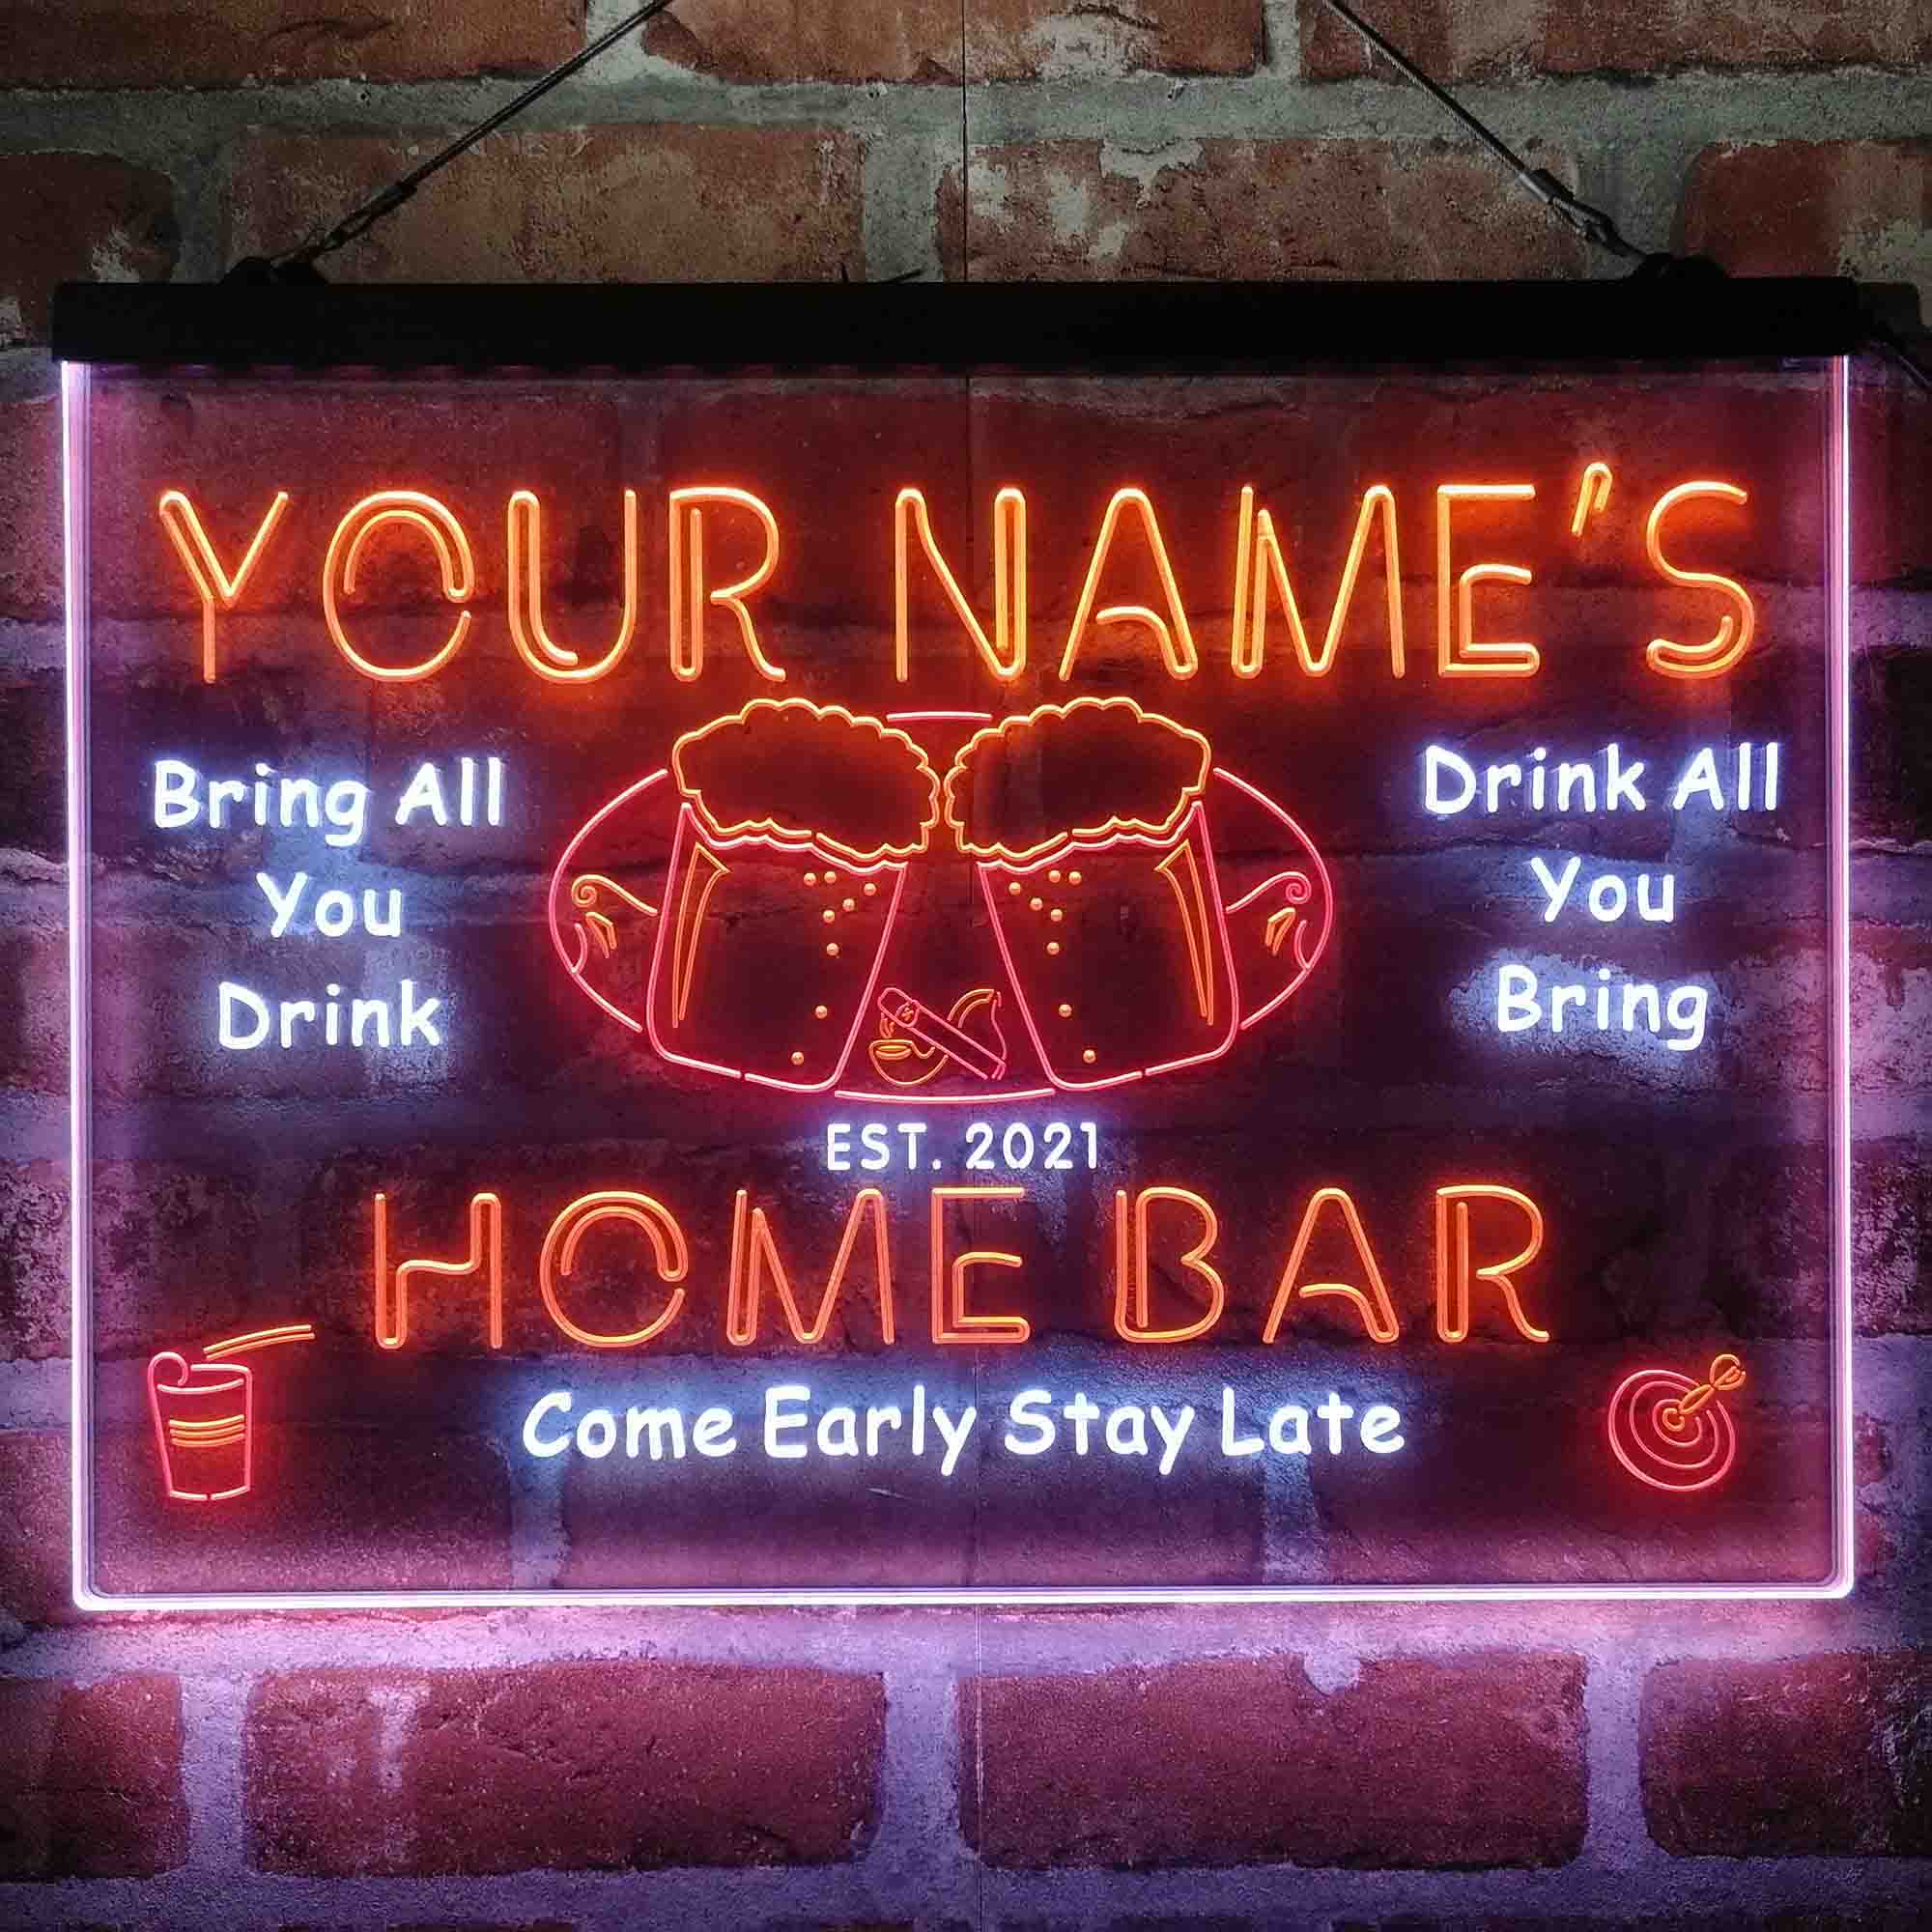 YOUR NAME'S
Bring All
You
Drink
Drink All
You
Bring
EST. 2021
HOME BAR
Come Early Stay Late